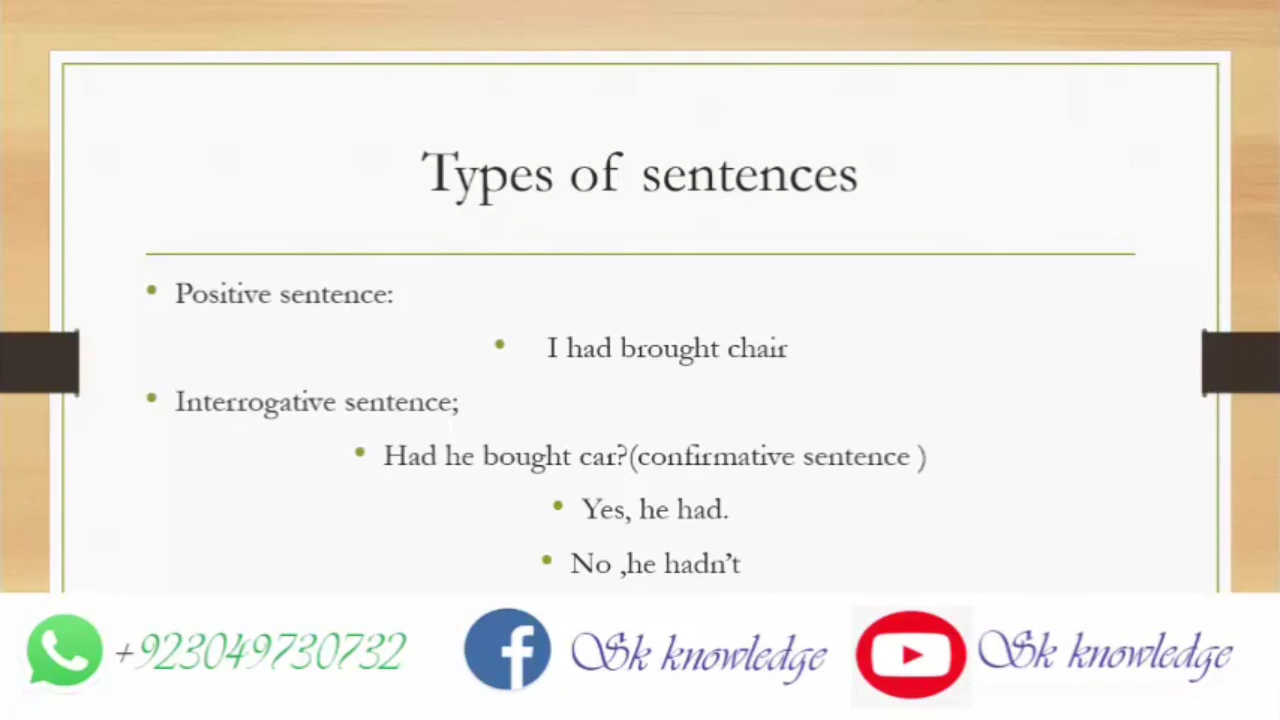 Types of sentences
• Positive sentence:
• I had brought chair
• Interrogative sentence;
• Had he bought car?(confirmative sentence )
• Yes, he had.
• No ,he hadn’t
+923049730732 Sk knowledge Sk knowledge